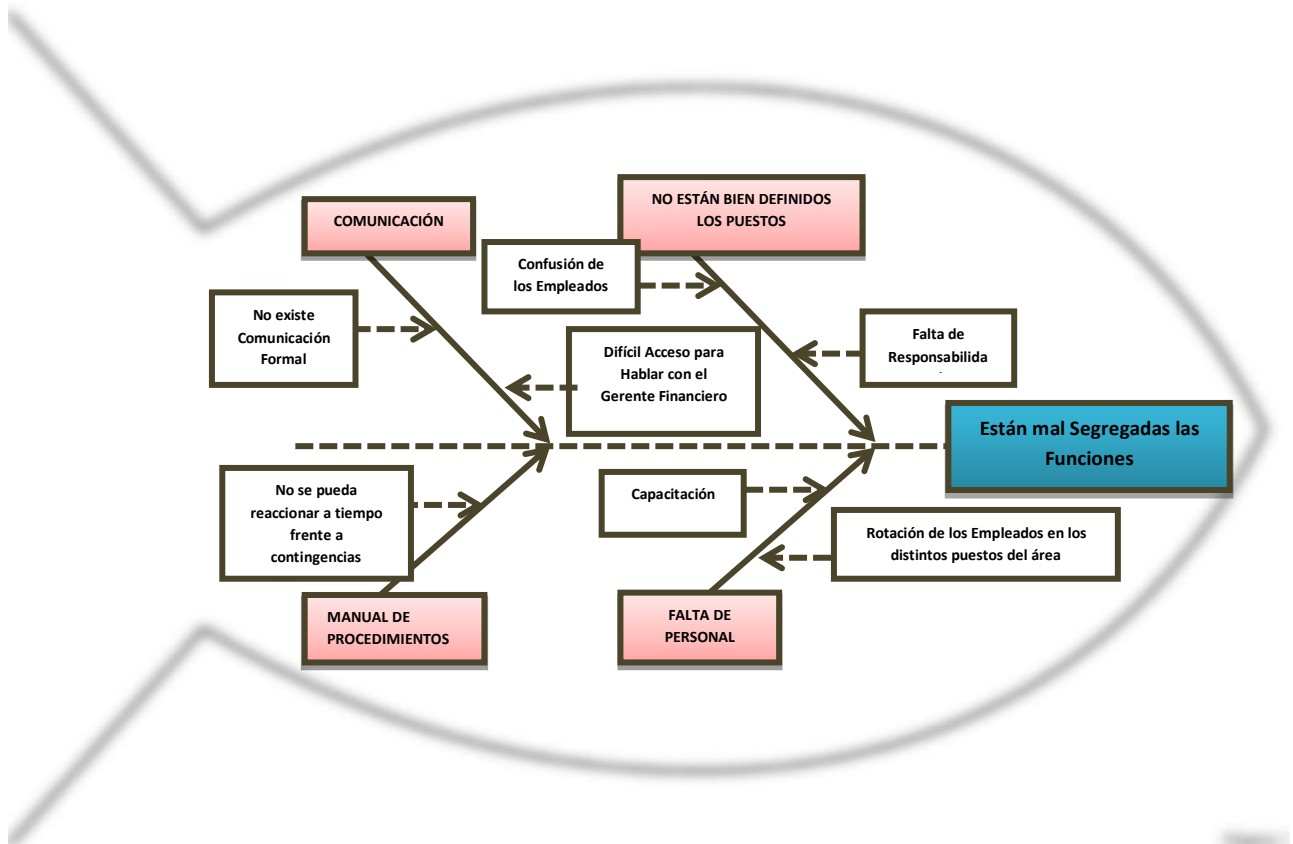 NO ESTÁN BIEN DEFINIDOS
LOS PUESTOS
COMUNICACIÓN
Confusión de
los Empleados
No existe
Comunicación
Formal
Difícil Acceso para
Hablar con el
Gerente Financiero
Falta de
Responsabilida
Están mal Segregadas las
Funciones
No se pueda
reaccionar a tiempo
frente a
contingencias
Capacitación
Rotación de los Empleados en los
distintos puestos del área
MANUAL DE
PROCEDIMIENTOS
FALTA DE
PERSONAL